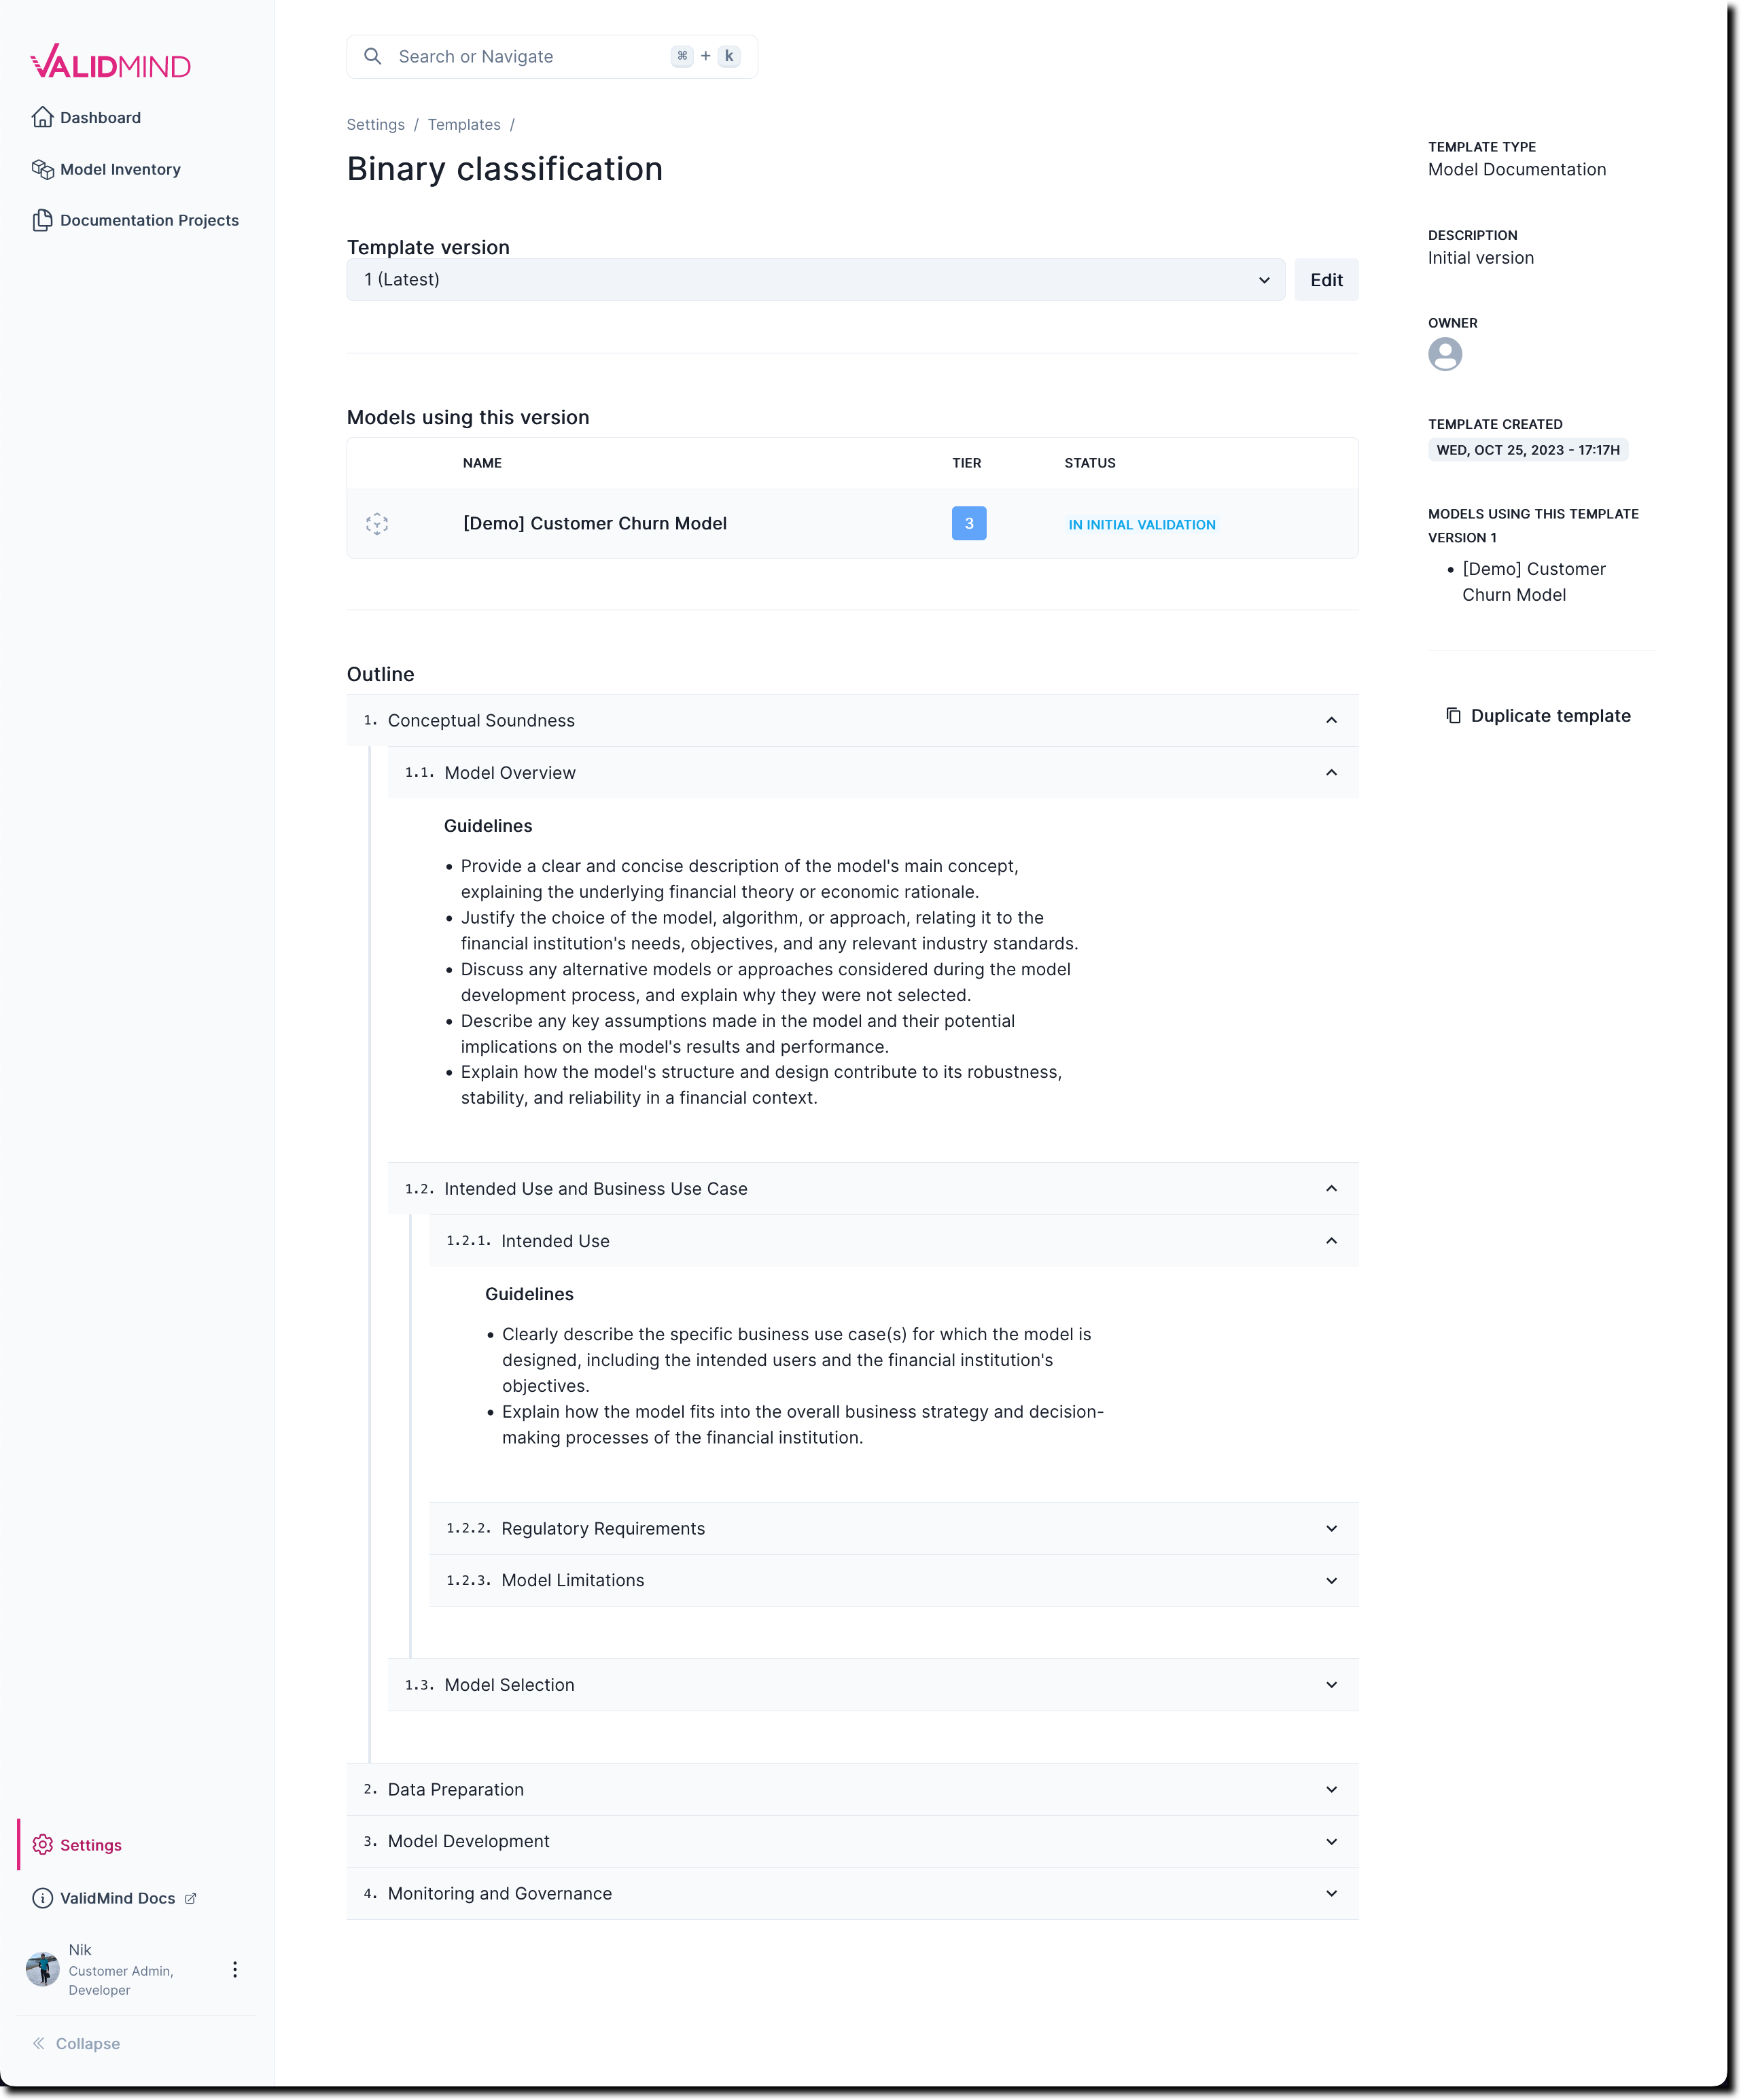 VALIDMIND
Dashboard
Model Inventory
Documentation Projects
Search or Navigate ⌘ + k
Settings / Templates /
Binary classification
Template version
1 (Latest)
Edit
Models using this version
NAME TIER STATUS
[Demo] Customer Churn Model 3 IN INITIAL VALIDATION
Outline
1. Conceptual Soundness
1.1. Model Overview
Guidelines
• Provide a clear and concise description of the model's main concept,
explaining the underlying financial theory or economic rationale.
• Justify the choice of the model, algorithm, or approach, relating it to the
financial institution's needs, objectives, and any relevant industry standards.
• Discuss any alternative models or approaches considered during the model
development process, and explain why they were not selected.
• Describe any key assumptions made in the model and their potential
implications on the model's results and performance.
• Explain how the model's structure and design contribute to its robustness,
stability, and reliability in a financial context.
1.2. Intended Use and Business Use Case
1.2.1. Intended Use
Guidelines
• Clearly describe the specific business use case(s) for which the model is
designed, including the intended users and the financial institution's
objectives.
• Explain how the model fits into the overall business strategy and decision-
making processes of the financial institution.
1.2.2. Regulatory Requirements
1.2.3. Model Limitations
1.3. Model Selection
2. Data Preparation
3. Model Development
4. Monitoring and Governance
TEMPLATE TYPE
Model Documentation
DESCRIPTION
Initial version
OWNER
TEMPLATE CREATED
WED, OCT 25, 2023 - 17:17H
MODELS USING THIS TEMPLATE
VERSION 1
• [Demo] Customer
Churn Model
Duplicate template
Settings
ValidMind Docs
Nik
Customer Admin,
Developer
Collapse